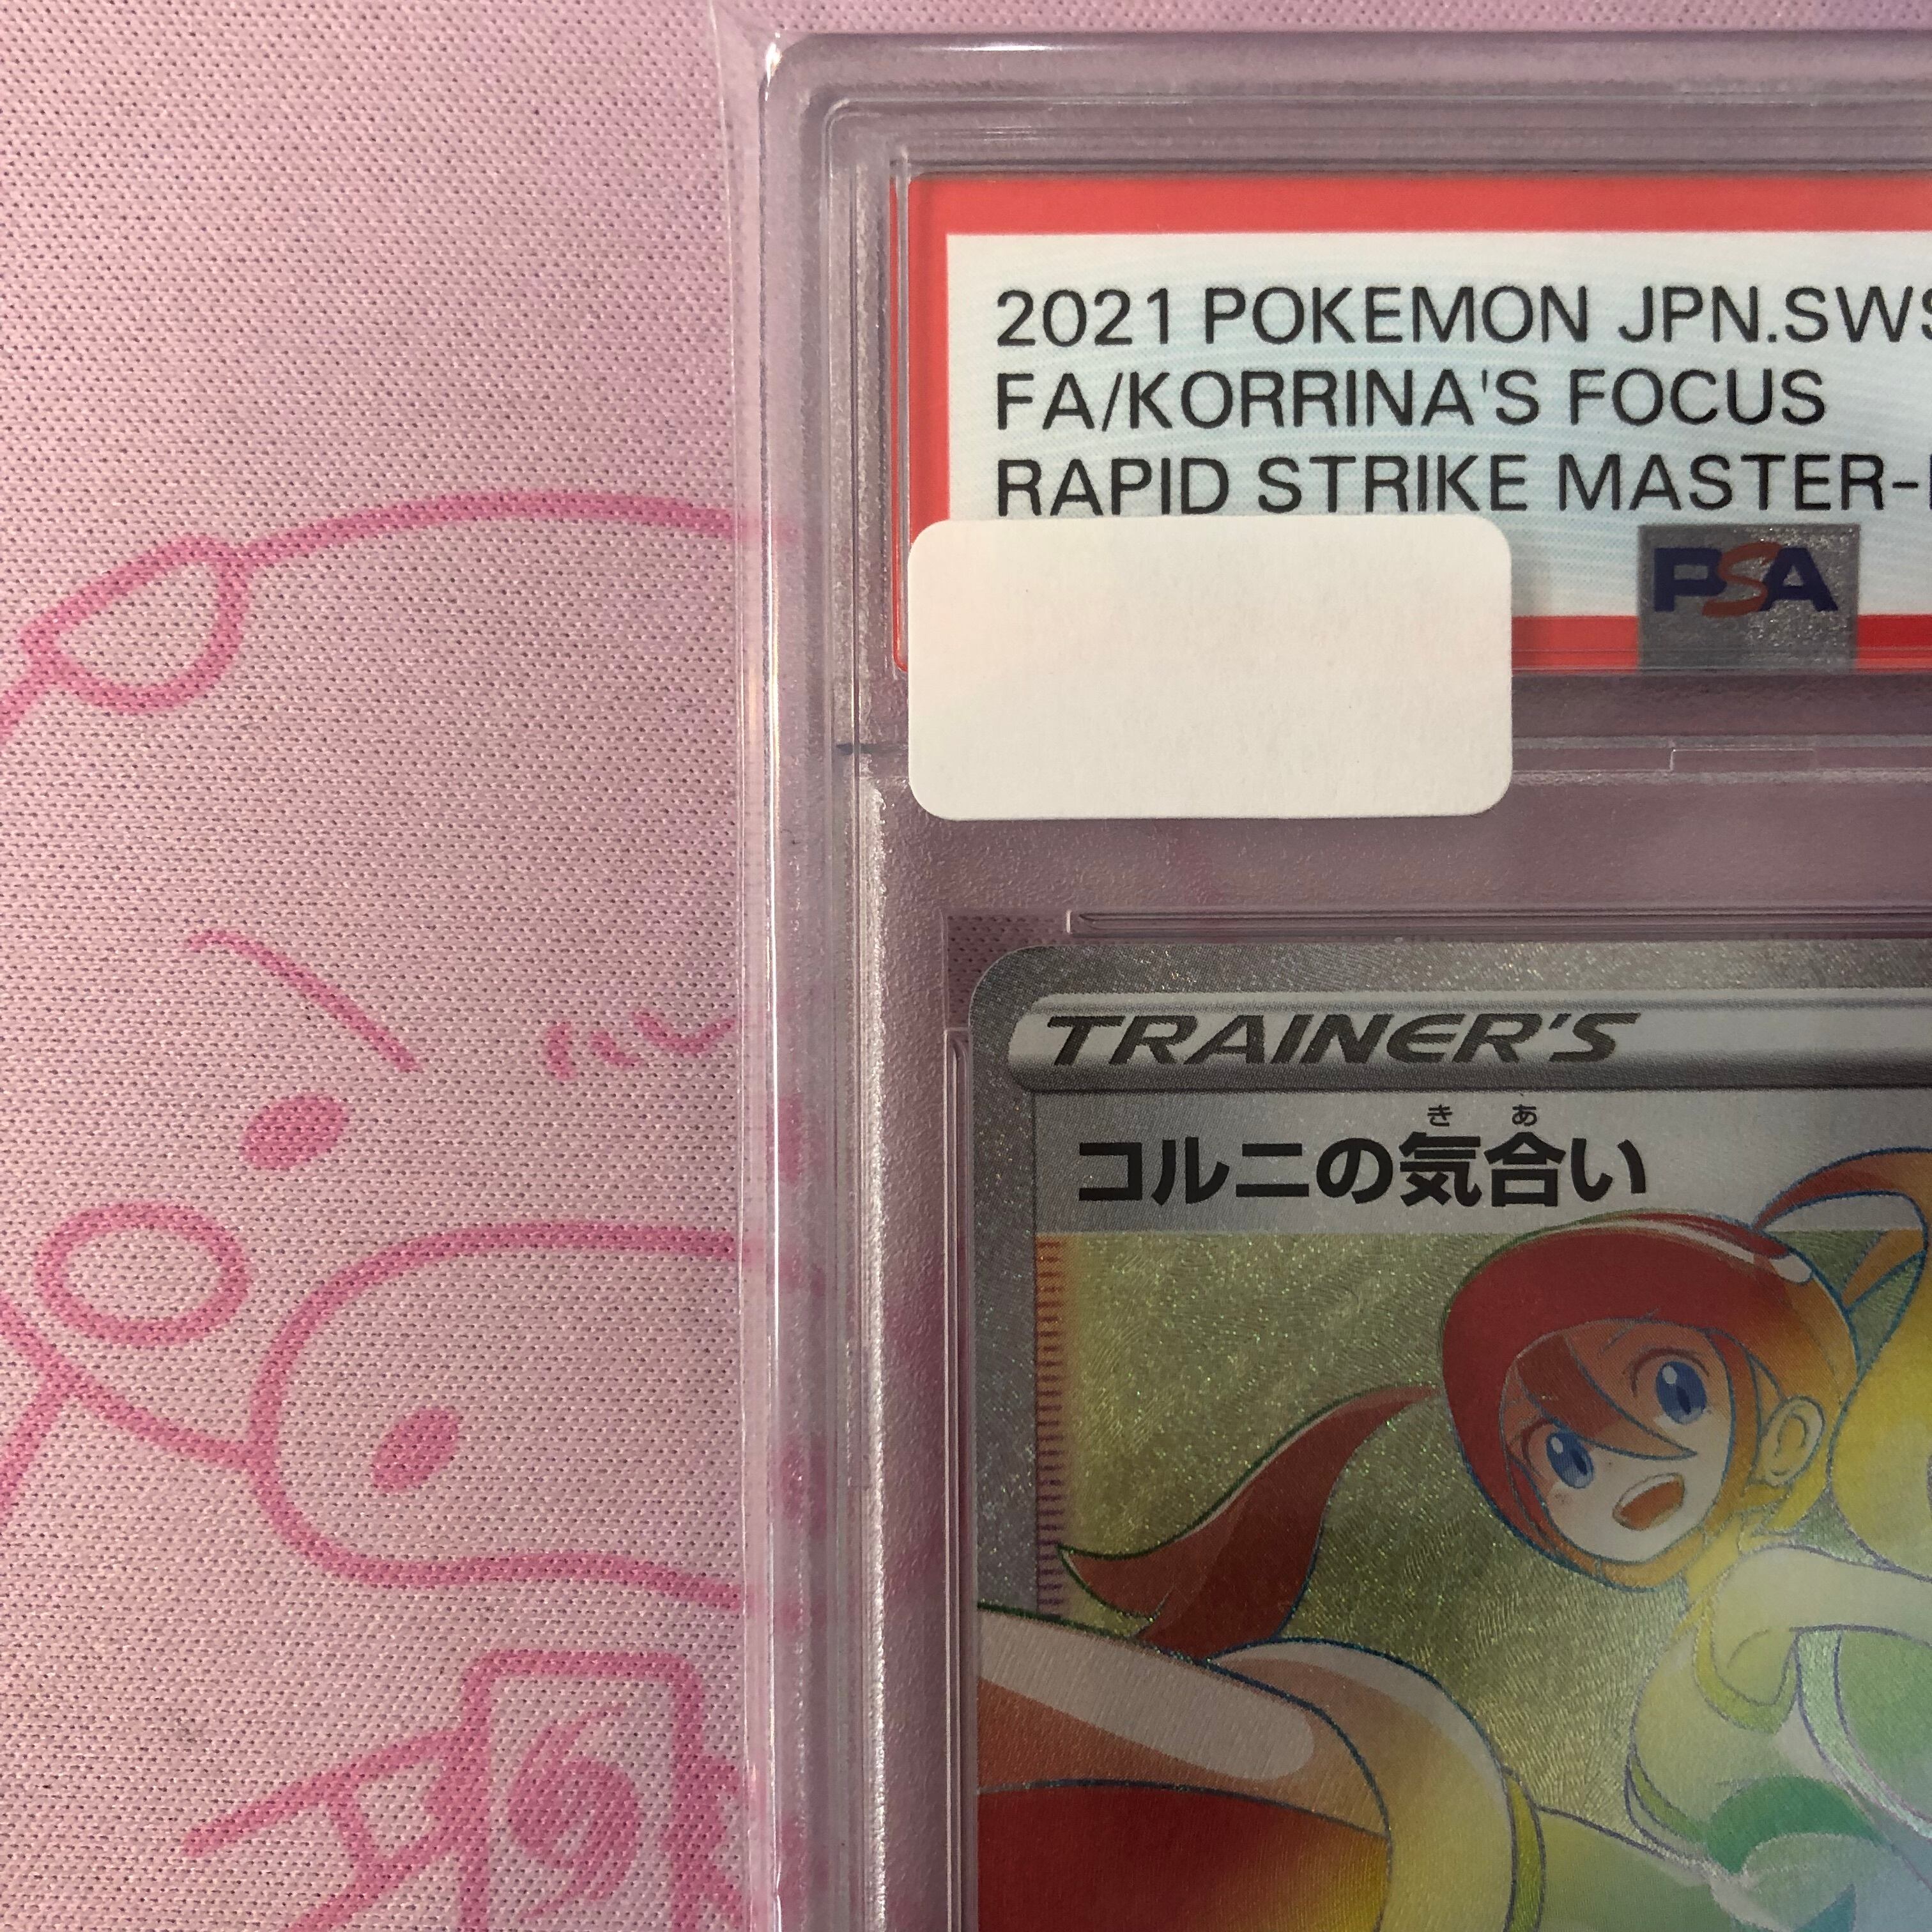 2021 POKEMON JPN.SWS
FA/KORRINA'S FOCUS
RAPID STRIKE MASTER-
PSA
TRAINER'S
きあ
コルニの気合い